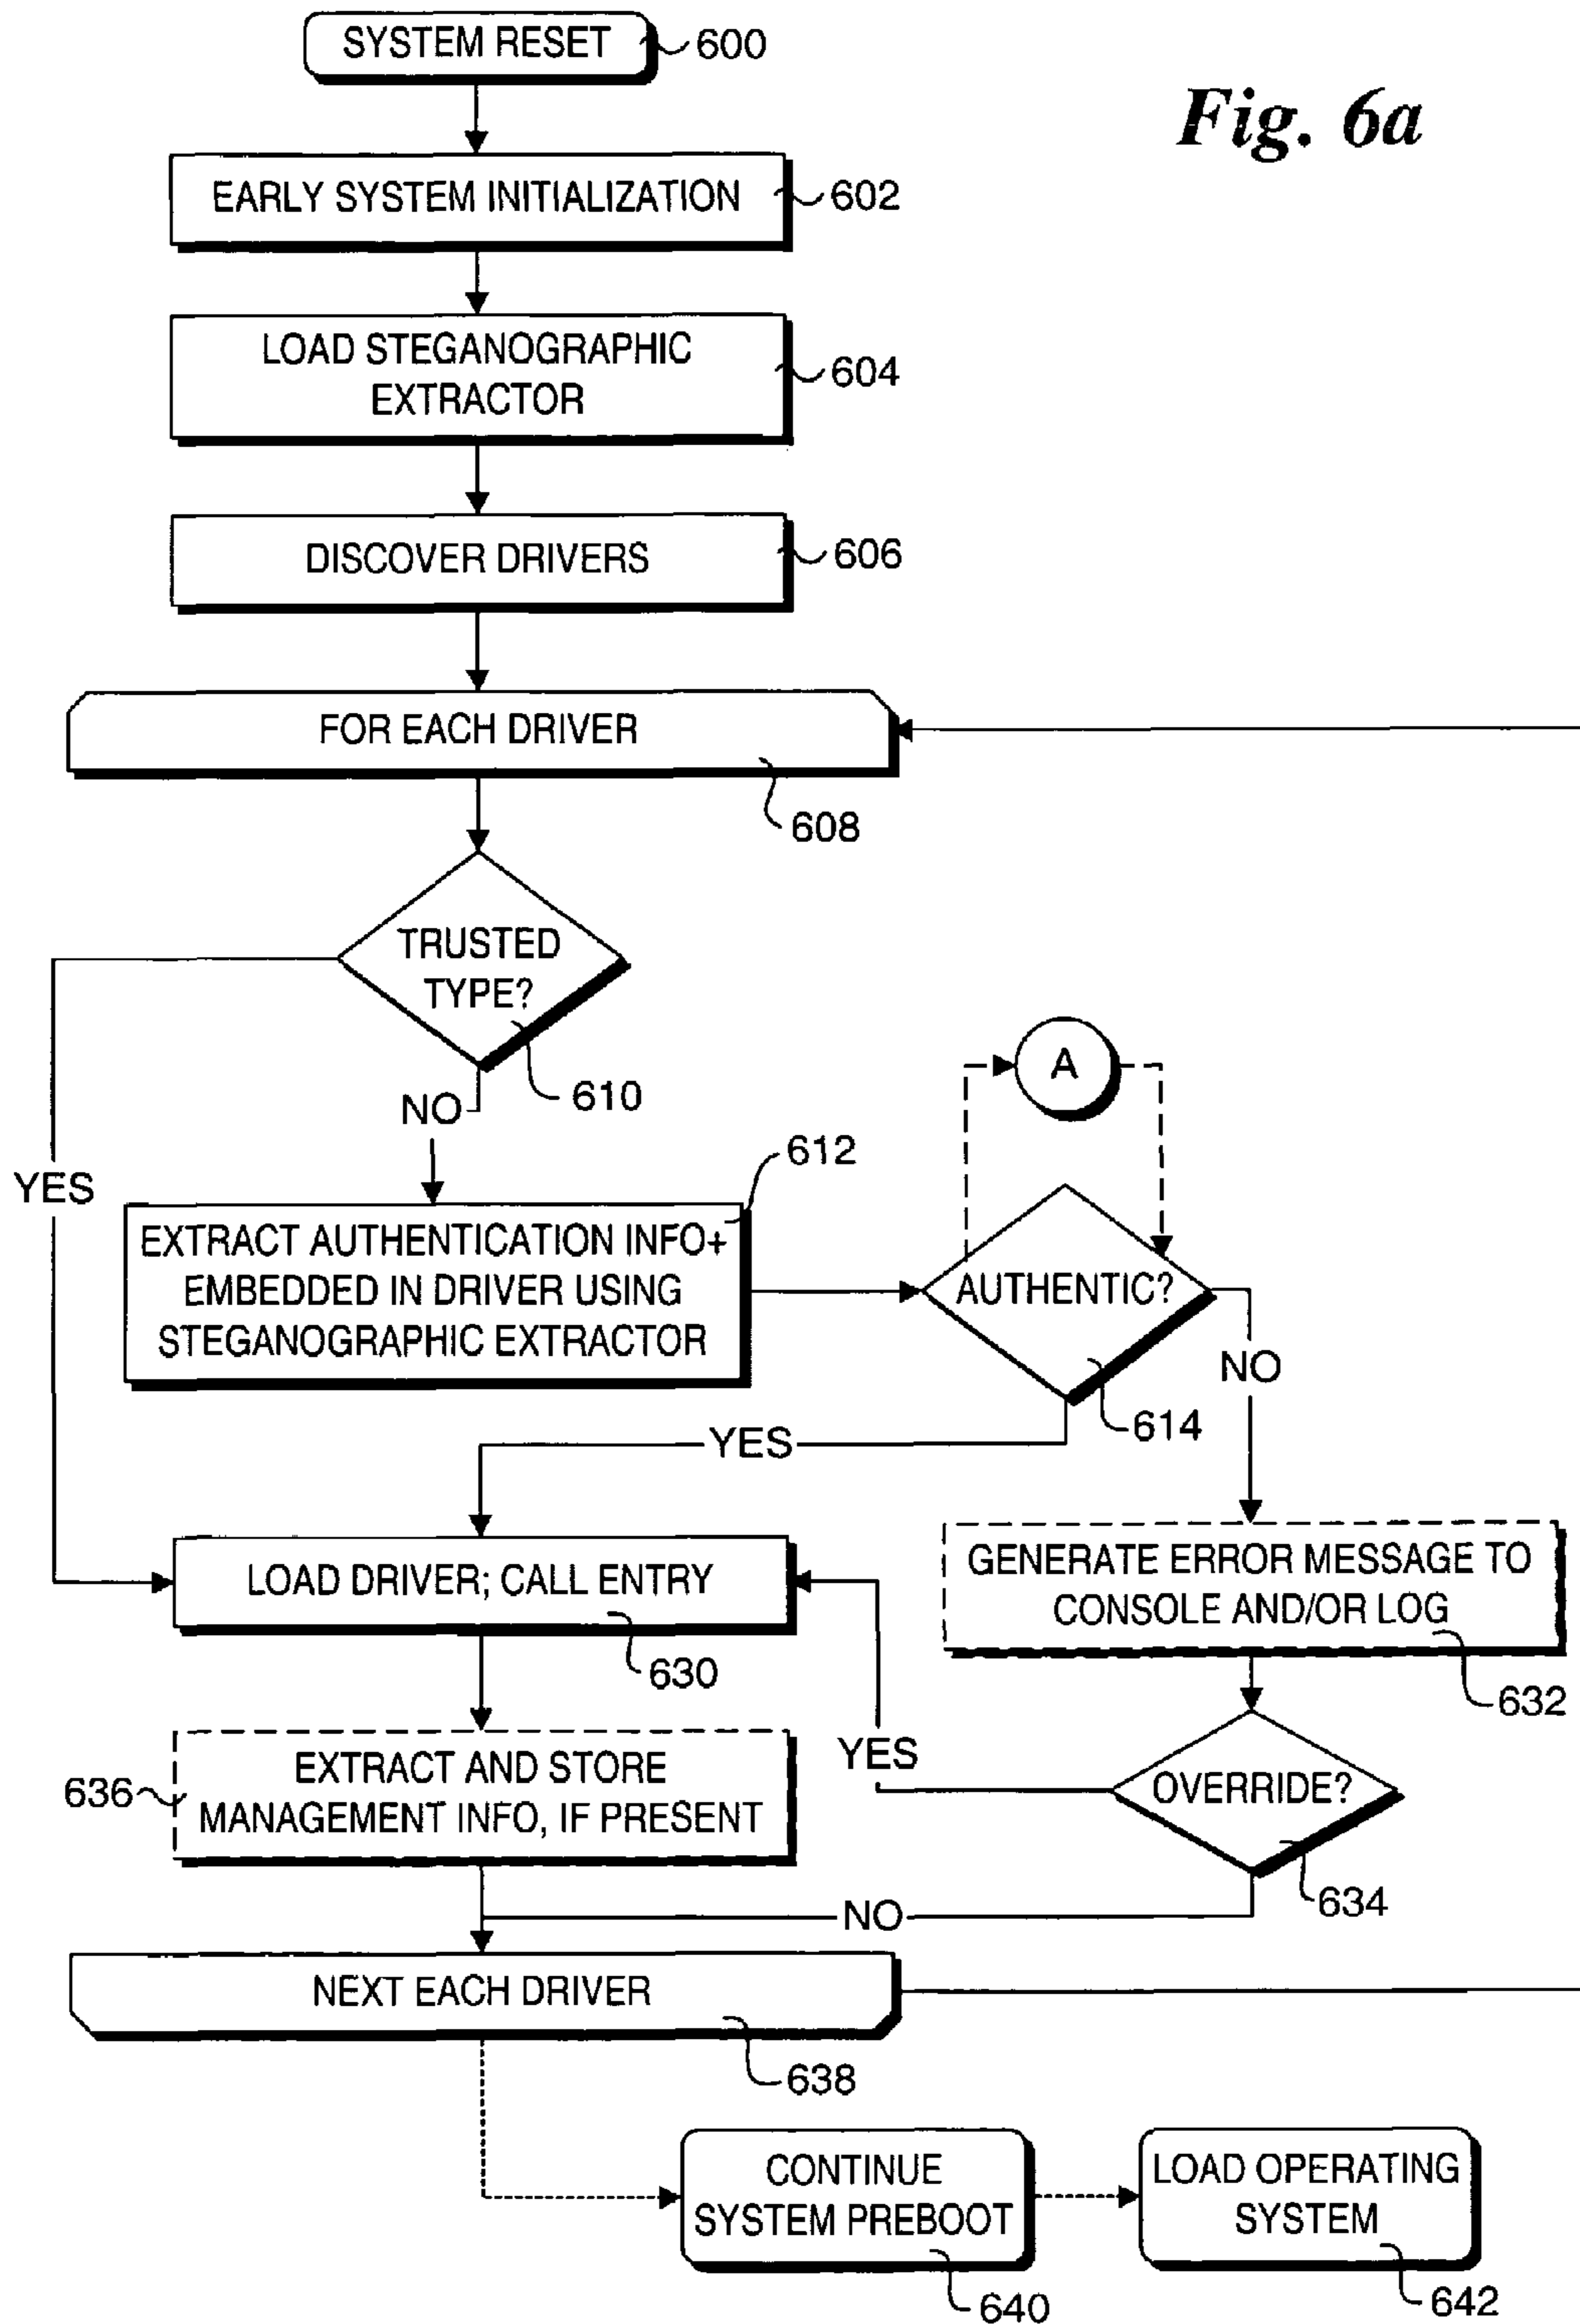 SYSTEM RESET
600
Fig. 6a
EARLY SYSTEM INITIALIZATION
602
LOAD STEGANOGRAPHIC
EXTRACTOR
604
DISCOVER DRIVERS
606
FOR EACH DRIVER
608
TRUSTED
TYPE?
610
NO
YES
A
612
EXTRACT AUTHENTICATION INFO+
EMBEDDED IN DRIVER USING
STEGANOGRAPHIC EXTRACTOR
AUTHENTIC?
614
NO
YES
LOAD DRIVER; CALL ENTRY
630
GENERATE ERROR MESSAGE TO
CONSOLE AND/OR LOG
632
636
EXTRACT AND STORE
MANAGEMENT INFO, IF PRESENT
YES
OVERRIDE?
634
NO
NEXT EACH DRIVER
638
CONTINUE
SYSTEM PREBOOT
640
LOAD OPERATING
SYSTEM
642